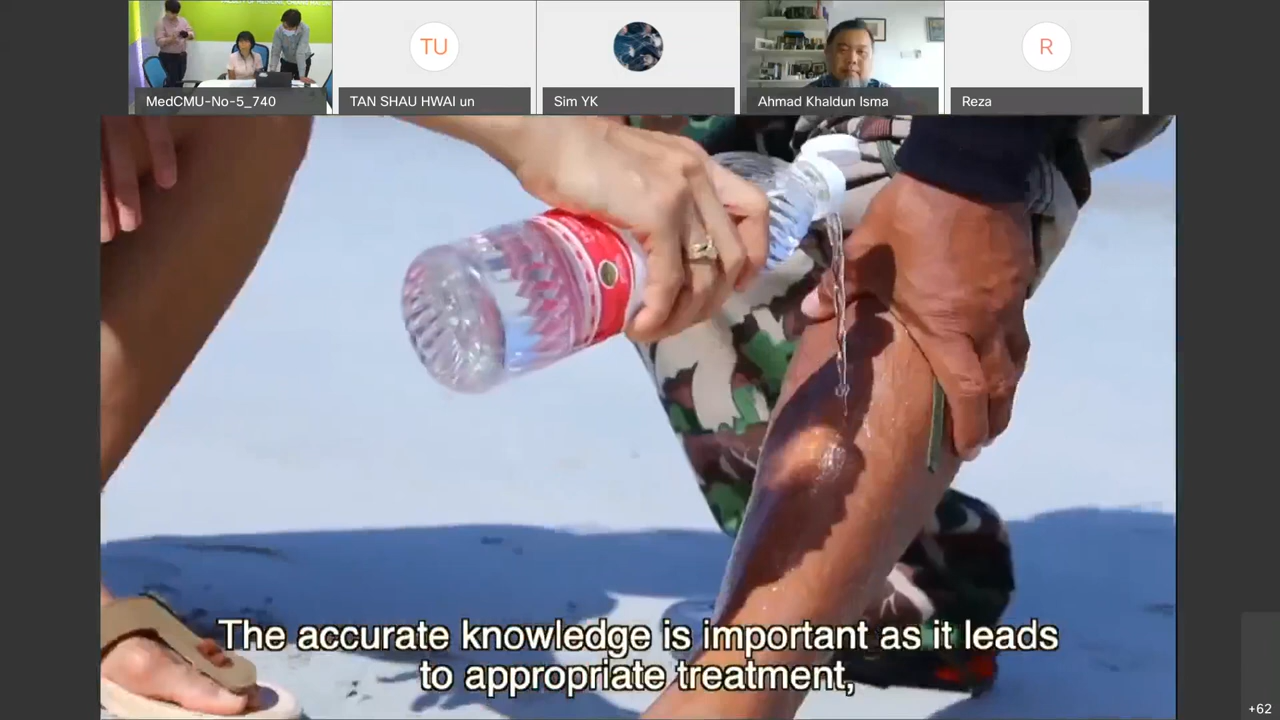 MedCMU-No-5_740
TU
TAN SHAU HWAI un
Sim YK
Ahmad Khaldun Isma
R
Reza
The accurate knowledge is important as it leads
to appropriate treatment,
+62